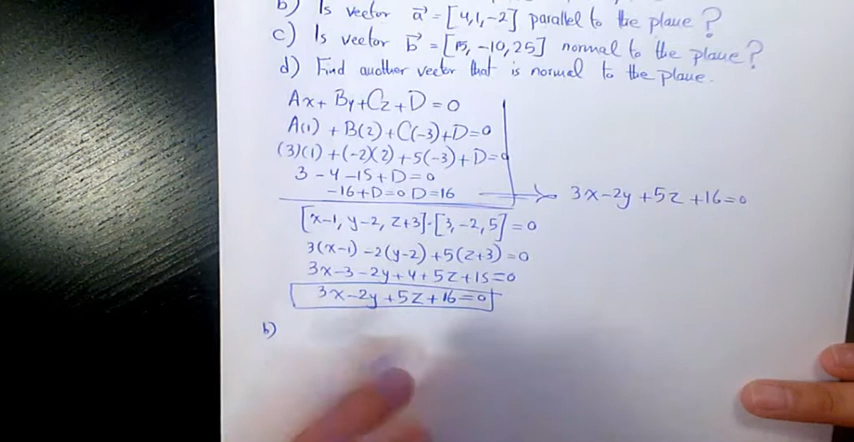 b) Is vector a⃗ = [4,1,-2] parallel to the plane?
c) Is vector b⃗ = [15, -10, 25] normal to the plane?
d) Find another vector that is normal to the plane.
Ax + By + Cz + D = 0
A(1) + B(2) + C(-3) + D = 0
(3)(1) + (-2)(2) + 5(-3) + D = 0
3 - 4 - 15 + D = 0
-16 + D = 0 D = 16 → 3x - 2y + 5z + 16 = 0
[x-1, y-2, z+3]·[3, -2, 5] = 0
3(x-1) - 2(y-2) + 5(z+3) = 0
3x - 3 - 2y + 4 + 5z + 15 = 0
3x - 2y + 5z + 16 = 0
b)